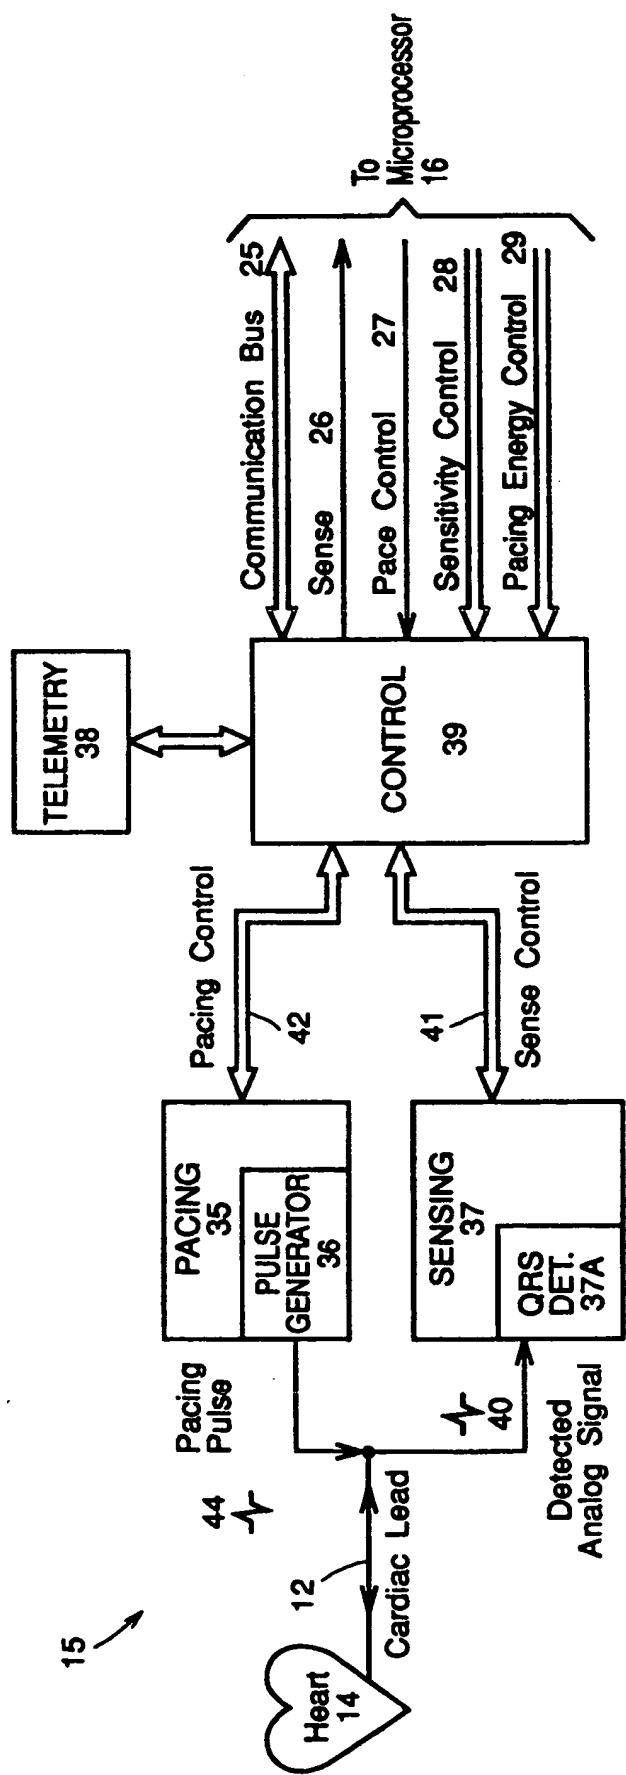 15
Heart
14
12
Cardiac Lead
44
Pacing
Pulse
40
Detected
Analog Signal
PACING
35
PULSE
GENERATOR
36
SENSING
37
QRS
DET.
37A
Pacing Control
42
41
Sense Control
TELEMETRY
38
CONTROL
39
Communication Bus 25
Sense 26
Pace Control 27
Sensitivity Control 28
Pacing Energy Control 29
To
Microprocessor
16